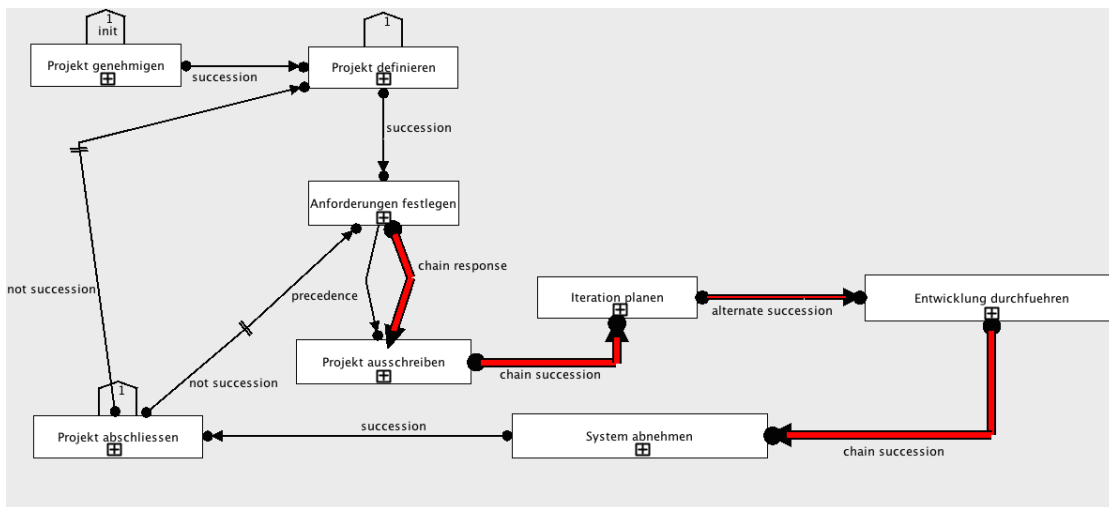 1
init
1
Projekt genehmigen
succession
Projekt definieren
succession
Anforderungen festlegen
not succession
chain response
precedence
Iteration planen
alternate succession
Entwicklung durchfuehren
Projekt ausschreiben
chain succession
not succession
1
Projekt abschliessen
succession
System abnehmen
chain succession